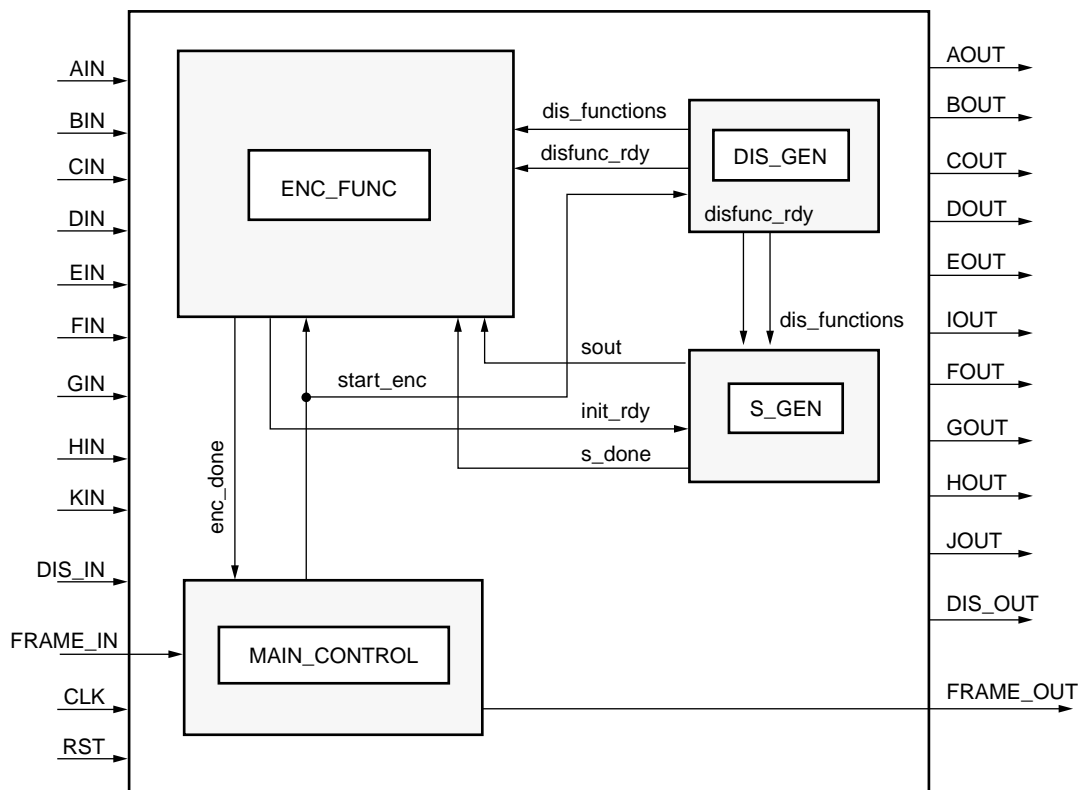 AIN
BIN
CIN
DIN
EIN
FIN
GIN
HIN
KIN
DIS_IN
FRAME_IN
CLK
RST
ENC_FUNC
dis_functions
disfunc_rdy
DIS_GEN
disfunc_rdy
dis_functions
sout
start_enc
init_rdy
s_done
S_GEN
enc_done
MAIN_CONTROL
AOUT
BOUT
COUT
DOUT
EOUT
IOUT
FOUT
GOUT
HOUT
JOUT
DIS_OUT
FRAME_OUT